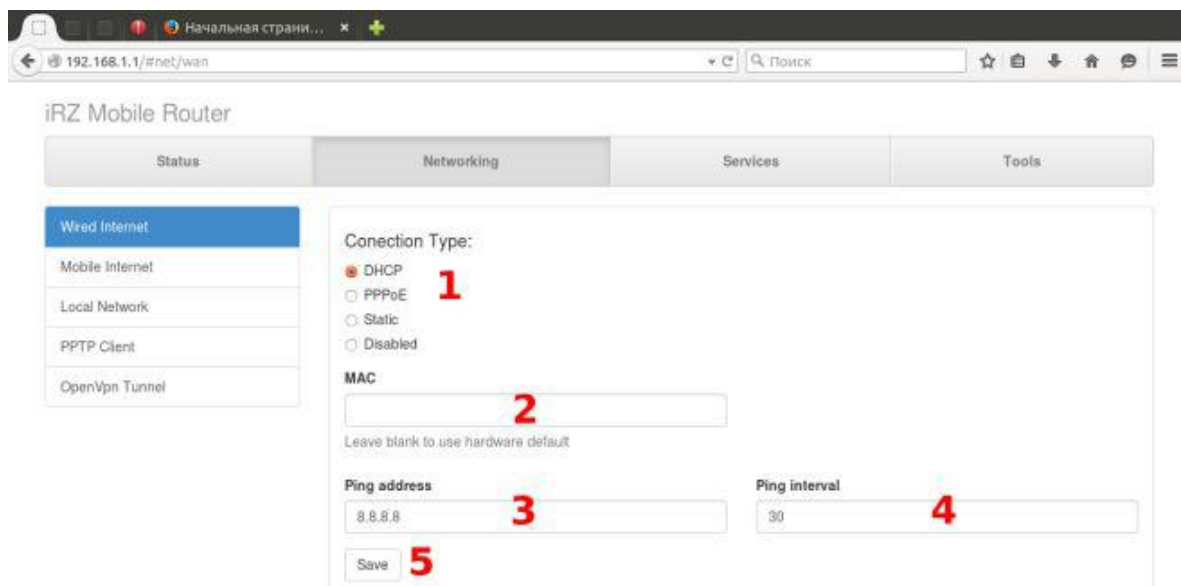 Начальная страни...
192.168.1.1/#net/wan
Поиск
iRZ Mobile Router
Status Networking Services Tools
Wired Internet
Mobile Internet
Local Network
PPTP Client
OpenVpn Tunnel
Conection Type:
DHCP
PPPoE
1
Static
Disabled
MAC
2
Leave blank to use hardware default
Ping address Ping interval
8.8.8.8 3 30 4
Save 5